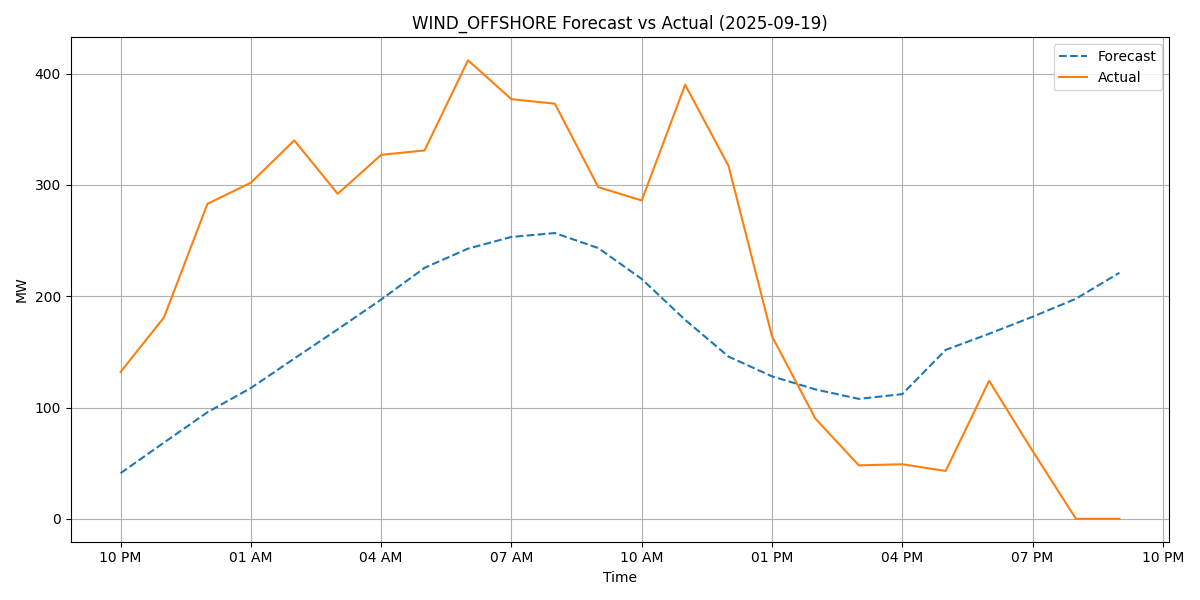 WIND_OFFSHORE Forecast vs Actual (2025-09-19)
Forecast
Actual
400
300
200
100
0
MW
10 PM 01 AM 04 AM 07 AM 10 AM 01 PM 04 PM 07 PM 10 PM
Time